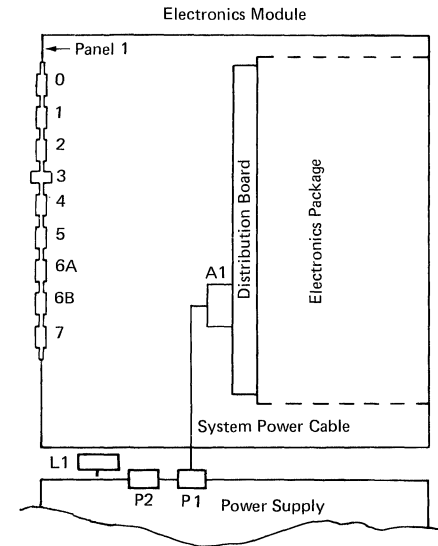 Electronics Module
Panel 1
0
1
2
3
4
5
6A
6B
7
A1
Distribution Board
Electronics Package
System Power Cable
L1
P2
P1
Power Supply